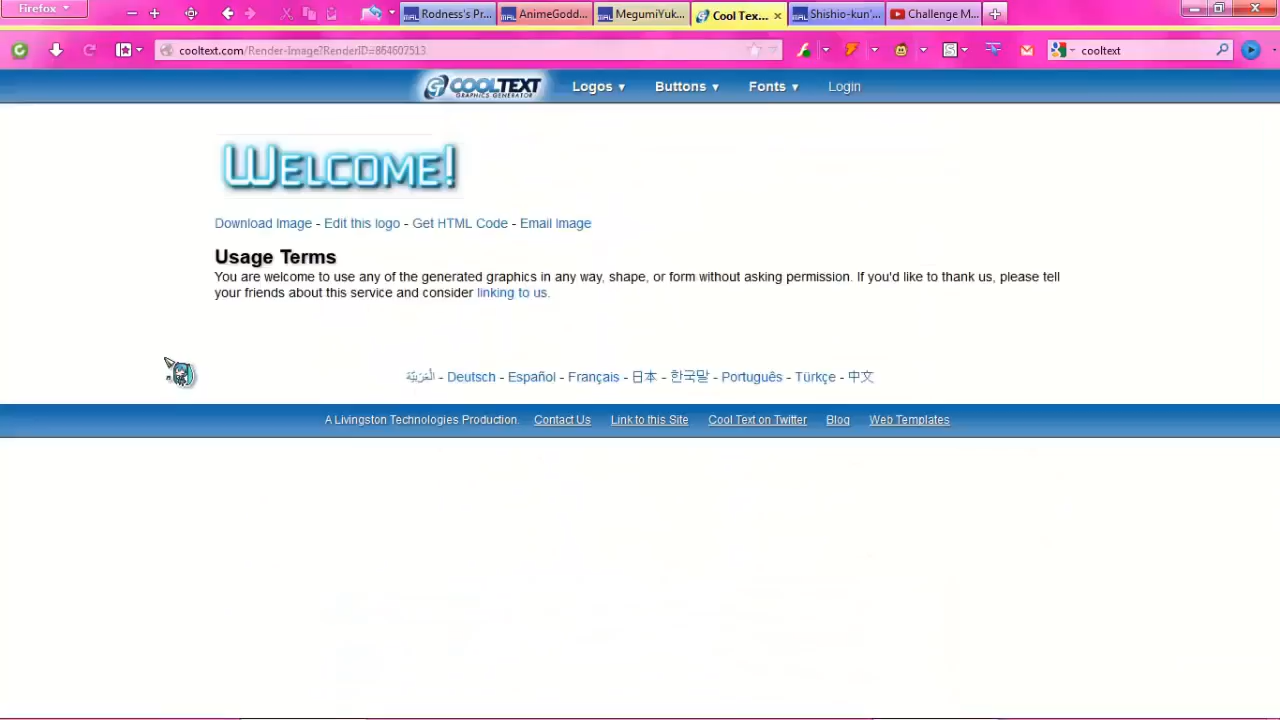 Firefox
Rodness's Pr...
AnimeGodd...
MegumiYuk...
Cool Tex...
Shishio-kun'...
Challenge M...
cooltext.com/Render-Image?RenderID=864607513
cooltext
COOLTEXT
GRAPHICS GENERATOR
Logos ▼
Buttons ▼
Fonts ▼
Login
WELCOME!
Download Image - Edit this logo - Get HTML Code - Email Image
Usage Terms
You are welcome to use any of the generated graphics in any way, shape, or form without asking permission. If you'd like to thank us, please tell
your friends about this service and consider linking to us.
الْعَرَبيّة - Deutsch - Español - Français - 日本 - 한국말 - Português - Türkçe - 中文
A Livingston Technologies Production.
Contact Us
Link to this Site
Cool Text on Twitter
Blog
Web Templates